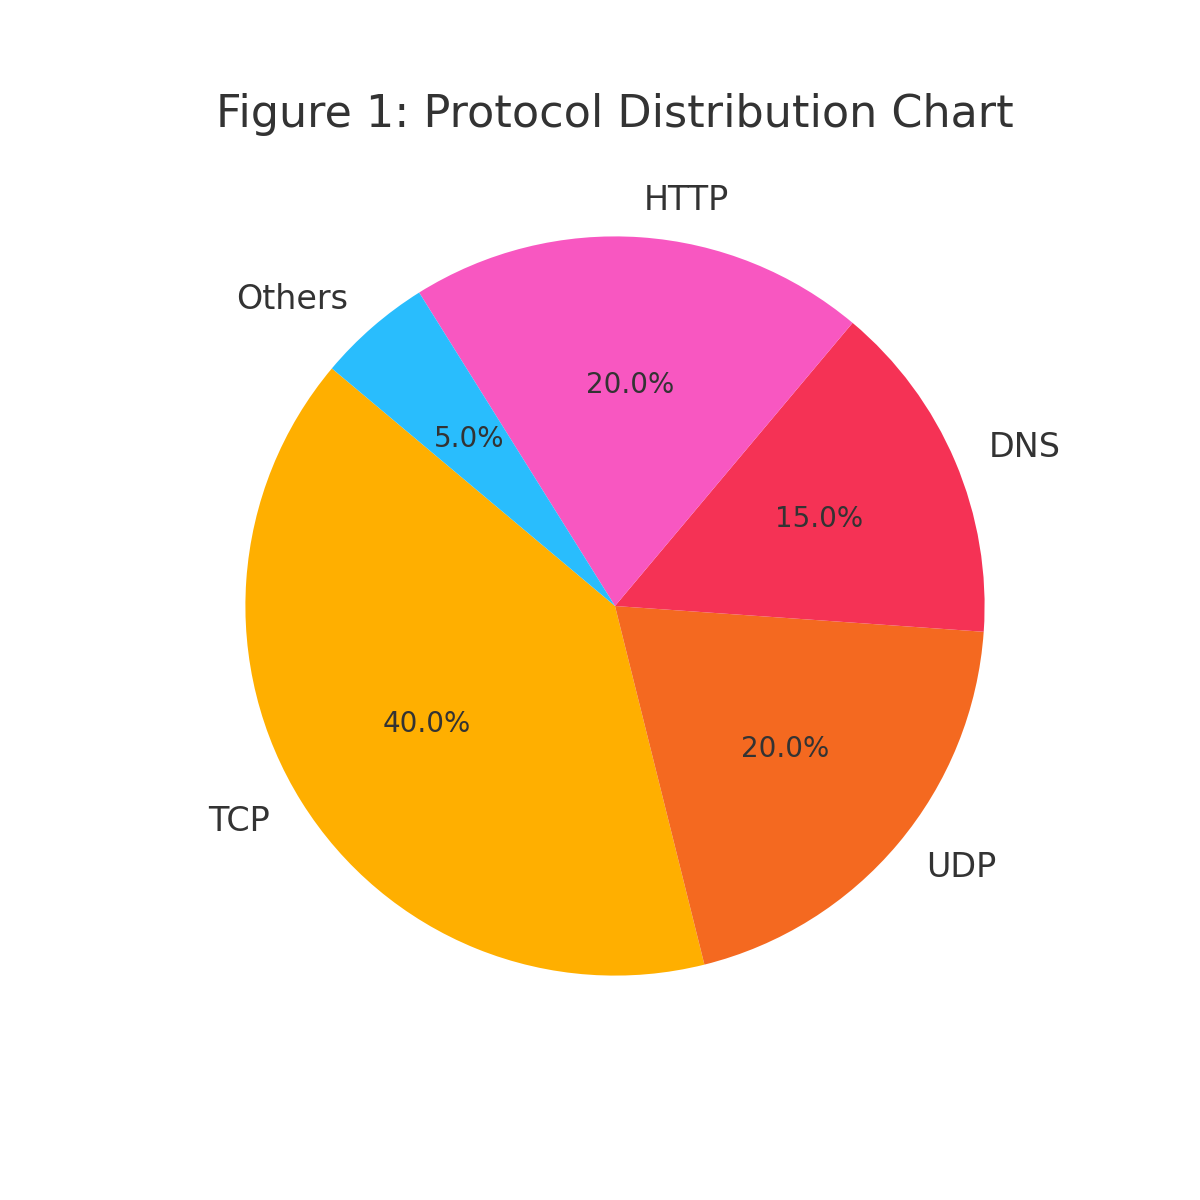 Figure 1: Protocol Distribution Chart
HTTP
Others
20.0%
5.0%
DNS
15.0%
40.0%
20.0%
TCP
UDP